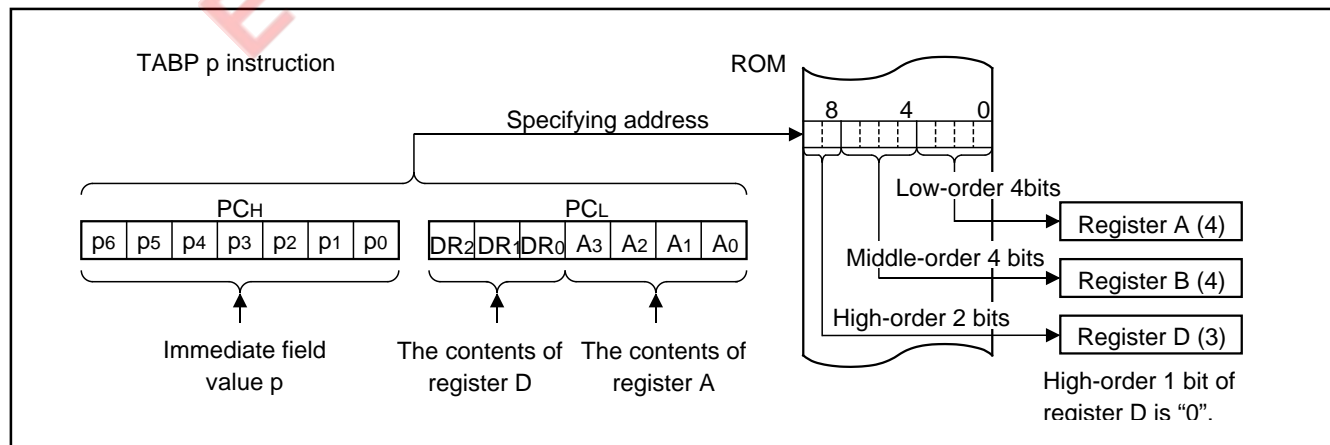 TABP p instruction
ROM
8 4 0
Specifying address
Low-order 4bits
PCH
PCL
p6 p5 p4 p3 p2 p1 p0
DR2 DR1 DR0 A3 A2 A1 A0
Register A (4)
Middle-order 4 bits
Register B (4)
High-order 2 bits
Register D (3)
Immediate field
value p
The contents of
register D
The contents of
register A
High-order 1 bit of
register D is “0”.